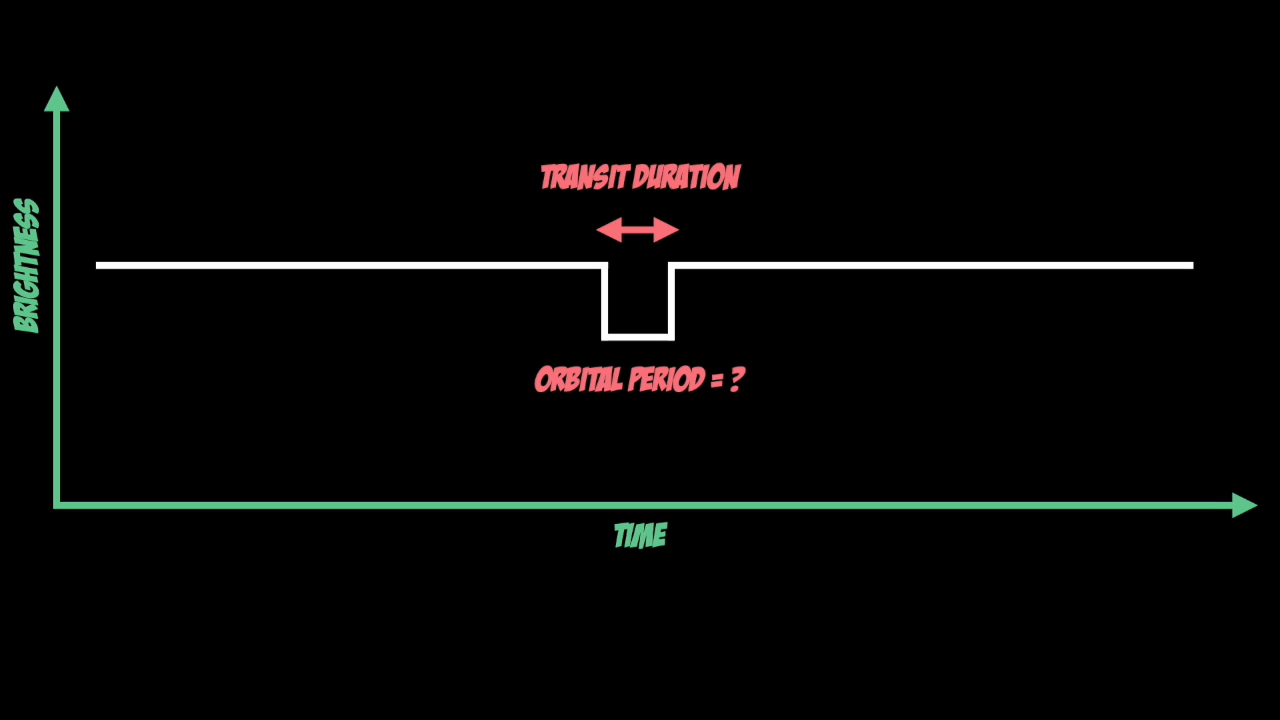 TRANSIT DURATION
BRIGHTNESS
ORBITAL PERIOD = ?
TIME